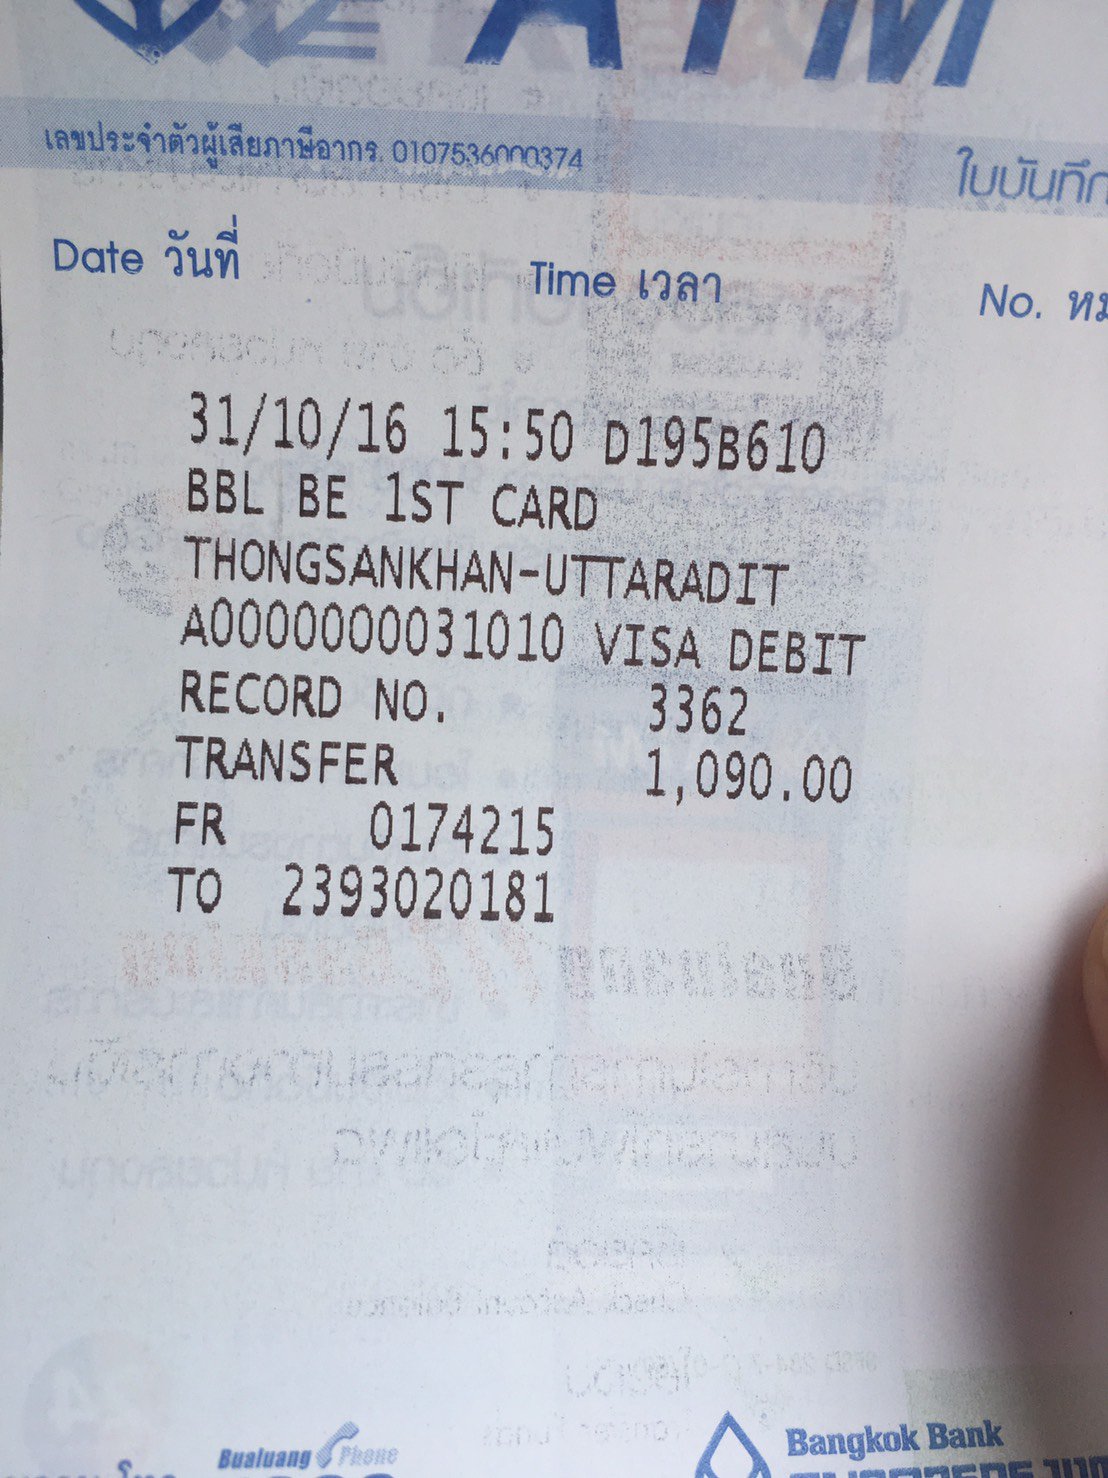 ATM
เลขประจำตัวผู้เสียภาษีอากร 0107536000374
ใบบันทึก
Date วันที่ Time เวลา No.
31/10/16 15:50 D195B610
BBL BE 1ST CARD
THONGSANKHAN-UTTARADIT
A0000000031010 VISA DEBIT
RECORD NO. 3362
TRANSFER 1,090.00
FR 0174215
TO 2393020181
Bualuang Phone
Bangkok Bank